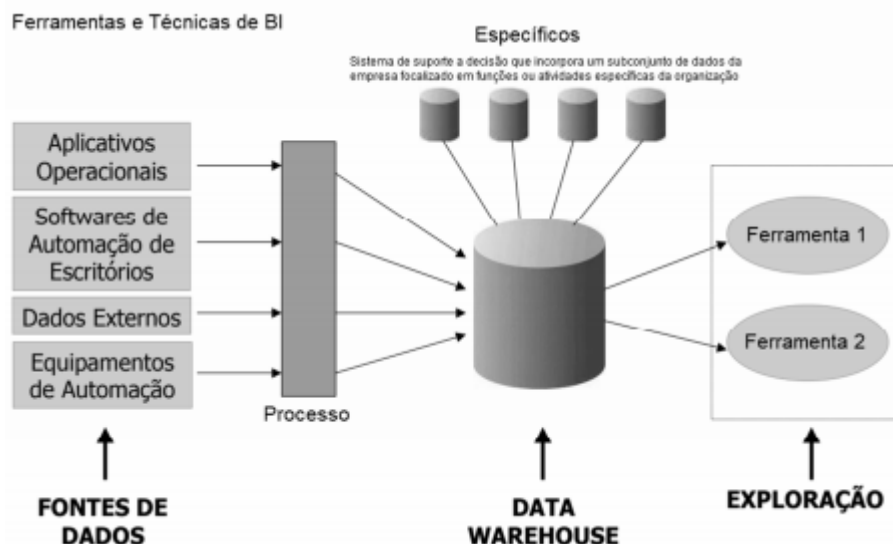 Ferramentas e Técnicas de BI
Específicos
Sistema de suporte a decisão que incorpora um subconjunto de dados da
empresa focalizado em funções ou atividades específicas da organização
Aplicativos
Operacionais
Softwares de
Automação de
Escritórios
Dados Externos
Equipamentos
de Automação
Processo
Ferramenta 1
Ferramenta 2
FONTES DE
DADOS
DATA
WAREHOUSE
EXPLORAÇÃO